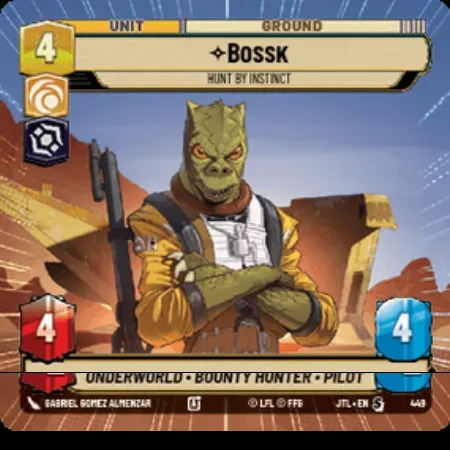 UNIT GROUND
4
✧BOSSK
HUNT BY INSTINCT
4 4
UNDERWORLD • BOUNTY HUNTER • PILOT
GABRIEL GOMEZ ALMENZAR © LFL © FFG JTL • EN 449